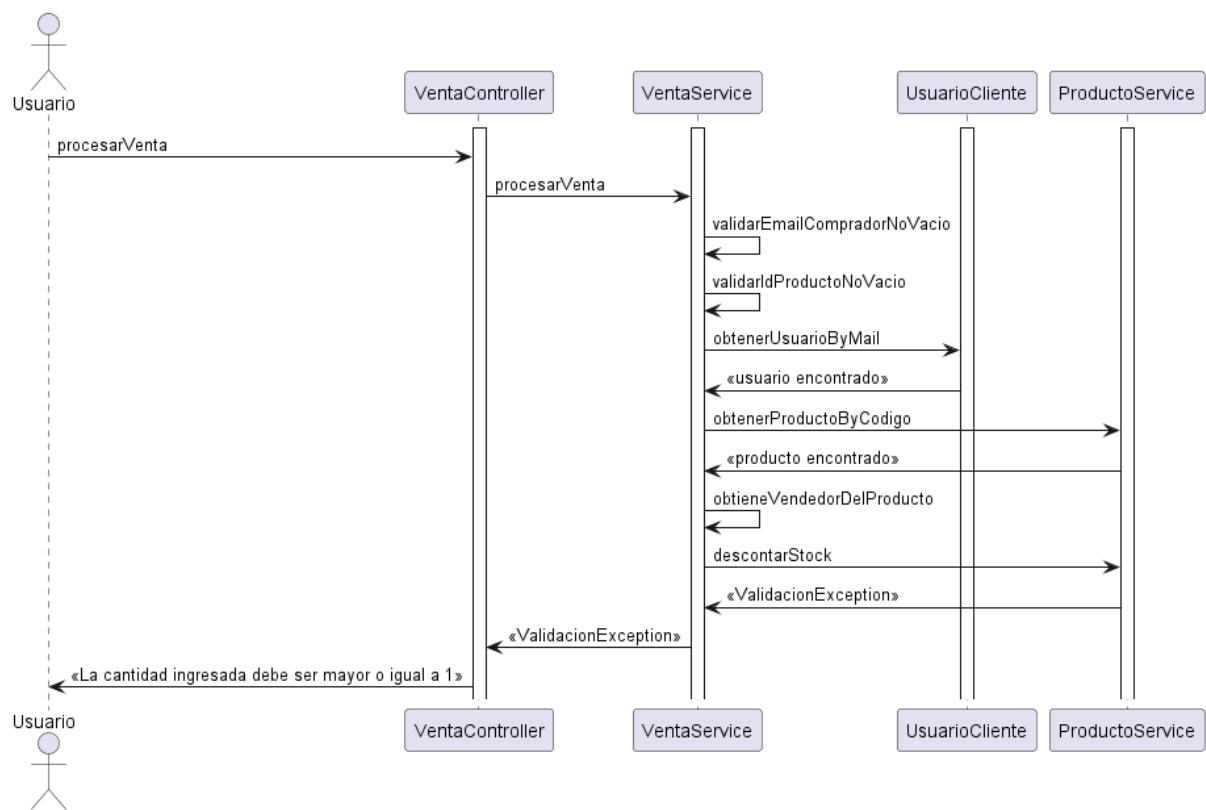 Usuario
VentaController
VentaService
UsuarioCliente
ProductoService
procesarVenta
procesarVenta
validarEmailCompradorNoVacio
validarIdProductoNoVacio
obtenerUsuarioByMail
«usuario encontrado»
obtenerProductoByCodigo
«producto encontrado»
obtieneVendedorDelProducto
descontarStock
«ValidacionException»
«ValidacionException»
«La cantidad ingresada debe ser mayor o igual a 1»
Usuario
VentaController
VentaService
UsuarioCliente
ProductoService